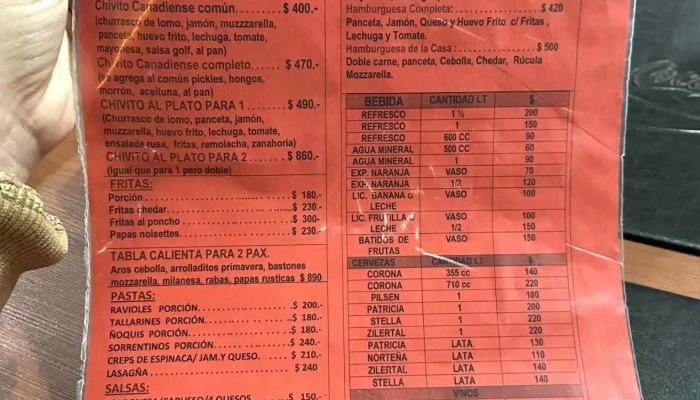 Chivito Canadiense común..... $ 400.-
(churrasco de lomo, jamón, muzzzarella,
panceta, huevo frito, lechuga, tomate,
mayonesa, salsa golf, al pan)
Chivito Canadiense completo..... $ 470.-
(se agrega al común pickles, hongos,
morrón, aceituna, al pan)
CHIVITO AL PLATO PARA 1....... $ 490.-
(Churrasco de lomo, panceta, jamón,
muzzarella, huevo frito, lechuga, tomate,
ensalada rusa, fritas, remolacha, zanahoria)
CHIVITO AL PLATO PARA 2....... $ 860.-
(igual que para 1 pero doble)
FRITAS:
Porción................................ $ 180.-
Fritas chedar......................... $ 230.-
Fritas al poncho..................... $ 300-
Papas noisettes...................... $ 230.-
TABLA CALIENTA PARA 2 PAX.
Aros cebolla, arrolladitos primavera, bastones
mozzarella, milanesa, rabas, papas rusticas $ 890
PASTAS:
RAVIOLES PORCIÓN...................$ 200.-
TALLARINES PORCIÓN................$ 180.-
ÑOQUIS PORCIÓN......................$ 180.-
SORRENTINOS PORCIÓN..............$ 240.-
CREPS DE ESPINACA/ JAM.Y QUESO. $ 210.-
LASAGÑA................................$ 240
SALSAS:
$ 150.-
Hamburguesa Completa:................$ 420
Panceta, Jamón, Queso y Huevo Frito c/ Fritas ,
Lechuga y Tomate.
Hamburguesa de la Casa :..............$ 500
Doble carne, panceta, Cebolla, Chedar, Rúcula
Mozzarella.
BEBIDA CANTIDAD LT $
REFRESCO 1 ½ 200
REFRESCO 1 150
REFRESCO 600 CC 90
AGUA MINERAL 500 CC 60
AGUA MINERAL 1 90
EXP. NARANJA VASO 70
EXP. NARANJA 1/2 120
LIC. BANANA c/ VASO 100
LECHE
LIC. FRUTILLA c/ VASO 100
LECHE 1/2 150
BATIDOS DE VASO 150
FRUTAS
CERVEZAS CANTIDAD LT $
CORONA 355 cc 140
CORONA 710 cc 220
PILSEN 1 180
PATRICIA 1 200
STELLA 1 220
ZILERTAL 1 220
PATRICIA LATA 130
NORTEÑA LATA 110
ZILERTAL LATA 140
STELLA LATA 140
VINOS